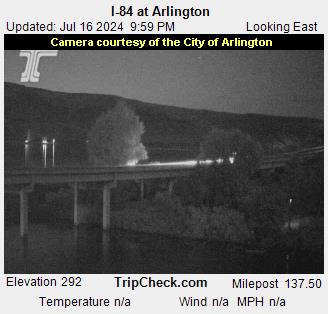 I-84 at Arlington
Updated: Jul 16 2024 9:59 PM Looking East
Camera courtesy of the City of Arlington
Elevation 292 TripCheck.com Milepost 137.50
Temperature n/a Wind n/a MPH n/a